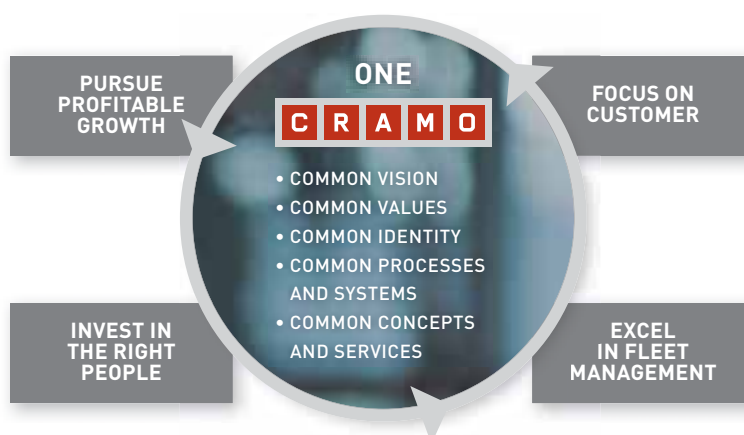 PURSUE
PROFITABLE
GROWTH
ONE
CRAMO
FOCUS ON
CUSTOMER
• COMMON VISION
• COMMON VALUES
• COMMON IDENTITY
• COMMON PROCESSES
AND SYSTEMS
• COMMON CONCEPTS
AND SERVICES
INVEST IN
THE RIGHT
PEOPLE
EXCEL
IN FLEET
MANAGEMENT